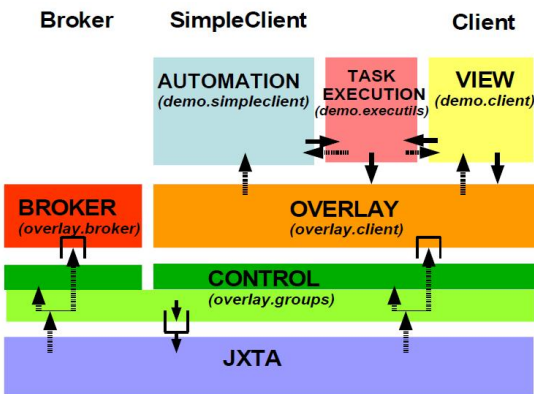 Broker SimpleClient Client
AUTOMATION
(demo.simpleclient)
TASK
EXECUTION
(demo.executils)
VIEW
(demo.client)
BROKER
(overlay.broker)
OVERLAY
(overlay.client)
CONTROL
(overlay.groups)
JXTA